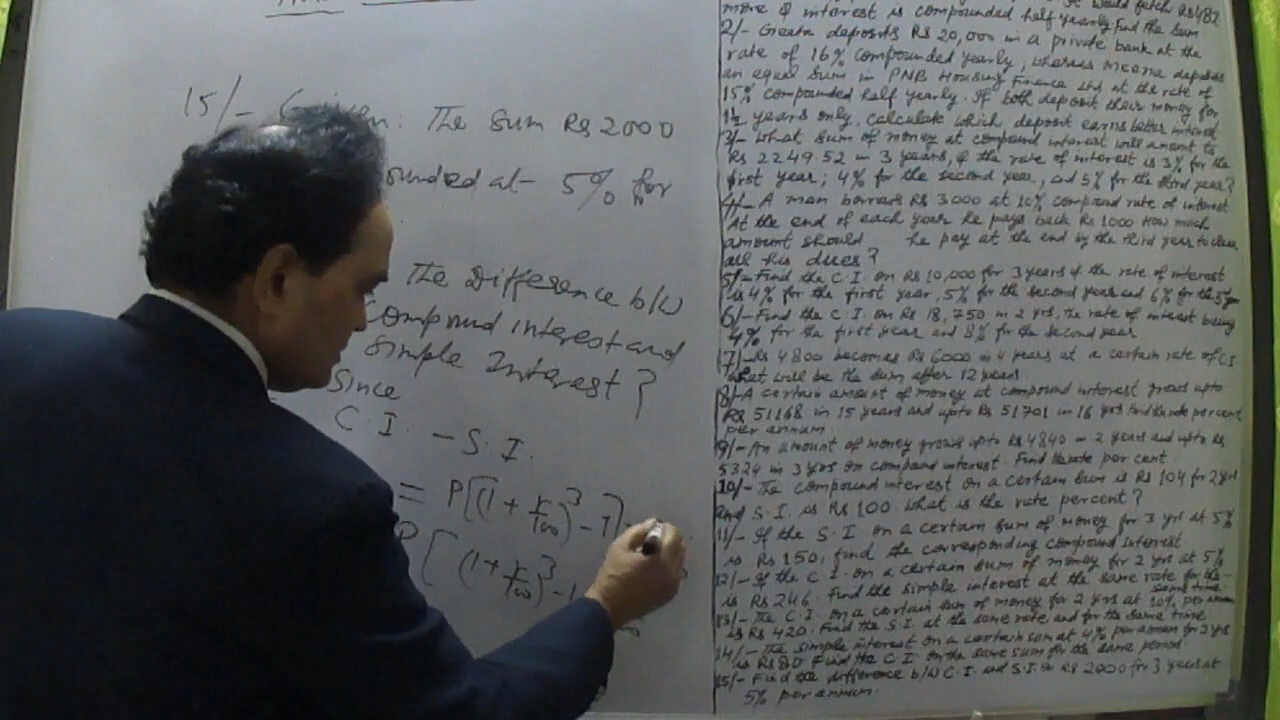 15/- Given: The Sum Rs 2000
ounded at 5% for
The Difference b/w
Compound interest and
Simple Interest?
Since
C.I. - S.I.
= P[(1 + r/100)^3 - 1] -
P[(1 + r/100)^3 - 1
would fetch Rs 482
more if interest is compounded half yearly, find the sum
2/- Geeta deposits Rs 20,000 in a private bank at the
rate of 16% compounded yearly, whereas meena deposits
an equal sum in PNB Housing Finance Ltd, at the rate of
15% compounded half yearly. If both deposit their money for
1½ years only, calculate which deposit earns better interest
3/- What sum of money at compound interest will amount to
Rs 2249.52 in 3 years, if the rate of interest is 3% for the
first year, 4% for the second year, and 5% for the third year?
4/- A man borrows Rs 3000 at 10% compound rate of interest
At the end of each year he pays back Rs 1000 How much
amount should he pay at the end of the third year to clear
all his dues?
5/- Find the C.I. on Rs 10,000 for 3 years if the rate of interest
is 4% for the first year, 5% for the second year and 6% for the 3rd year
6/- Find the C.I. on Rs 18,750 in 2 yrs, the rate of interest being
4% for the first year and 8% for the second year
7/- Rs 4800 becomes Rs 6000 in 4 years at a certain rate of C.I.
What will be the sum after 12 years
8/- A certain amount of money at compound interest grows upto
Rs 51168 in 15 years and upto Rs 51701 in 16 yrs find the rate percent
per annum
9/- An amount of money grows upto Rs 4840 in 2 years and upto Rs
5324 in 3 yrs on compound interest. Find the rate per cent
10/- The compound interest on a certain sum is Rs 104 for 2 yrs
and S.I. is Rs 100. What is the rate percent?
11/- If the S.I on a certain sum of money for 3 yrs at 5%
is Rs 150, find the corresponding compound interest
12/- If the C.I. on a certain sum of money for 2 yrs at 5%
is Rs 246. Find the simple interest at the same rate for the same time
13/- The C.I. on a certain sum of money for 2 yrs at 10% per annum
is Rs 420. Find the S.I. at the same rate and for the same time
14/- The simple interest on a certain sum at 4% per annum for 2 yrs
is Rs 80 Find the C.I. on the same sum for the same period
15/- Find the difference b/w C.I. and S.I. on Rs 2000 for 3 years at
5% per annum.